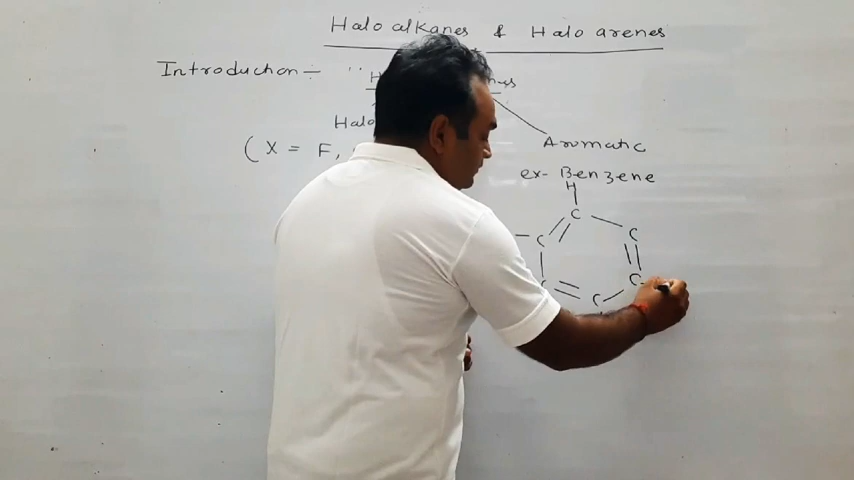 Halo alkanes & Halo arenes
Introduction –
Halo
Aromatic
(X = F,
ex- Benzene
H
C
C
C
C
C